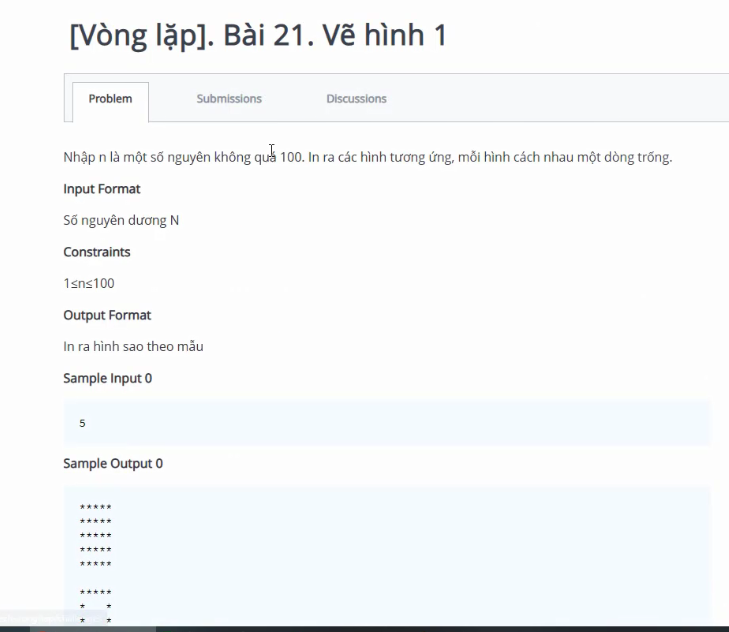 [Vòng lặp]. Bài 21. Vẽ hình 1
Problem Submissions Discussions
Nhập n là một số nguyên không quá 100. In ra các hình tương ứng, mỗi hình cách nhau một dòng trống.
Input Format
Số nguyên dương N
Constraints
1≤n≤100
Output Format
In ra hình sao theo mẫu
Sample Input 0
5
Sample Output 0
*****
*****
*****
*****
*****

*****
*   *
*   *